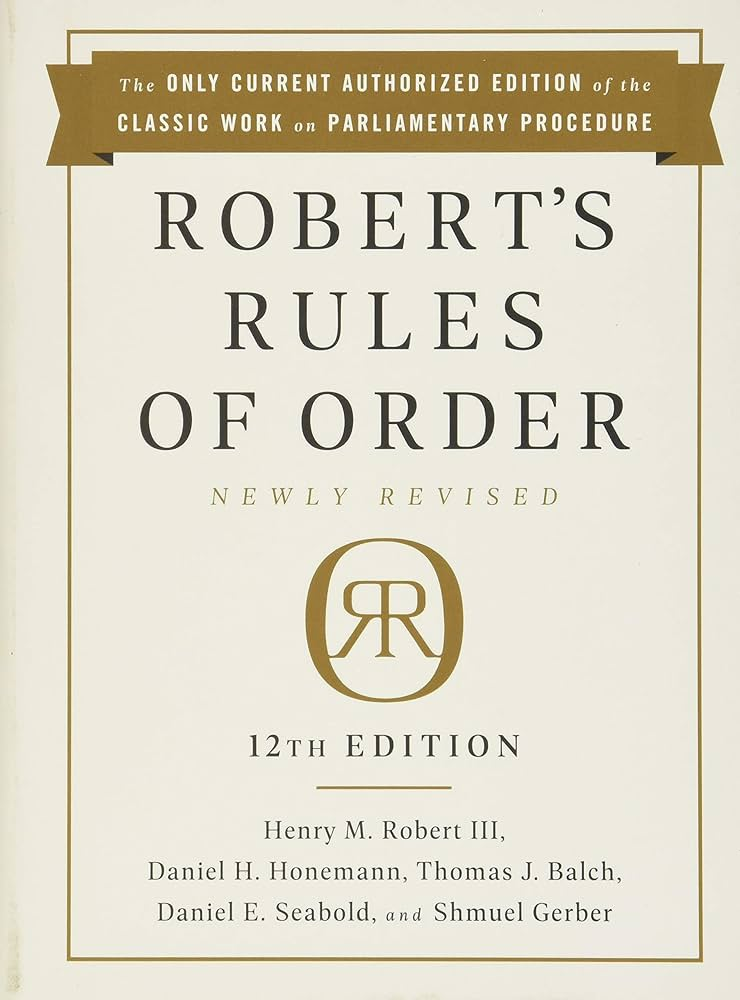 The ONLY CURRENT AUTHORIZED EDITION of the
CLASSIC WORK on PARLIAMENTARY PROCEDURE
ROBERT'S
RULES
OF ORDER
NEWLY REVISED
RRO
12TH EDITION
Henry M. Robert III,
Daniel H. Honemann, Thomas J. Balch,
Daniel E. Seabold, and Shmuel Gerber